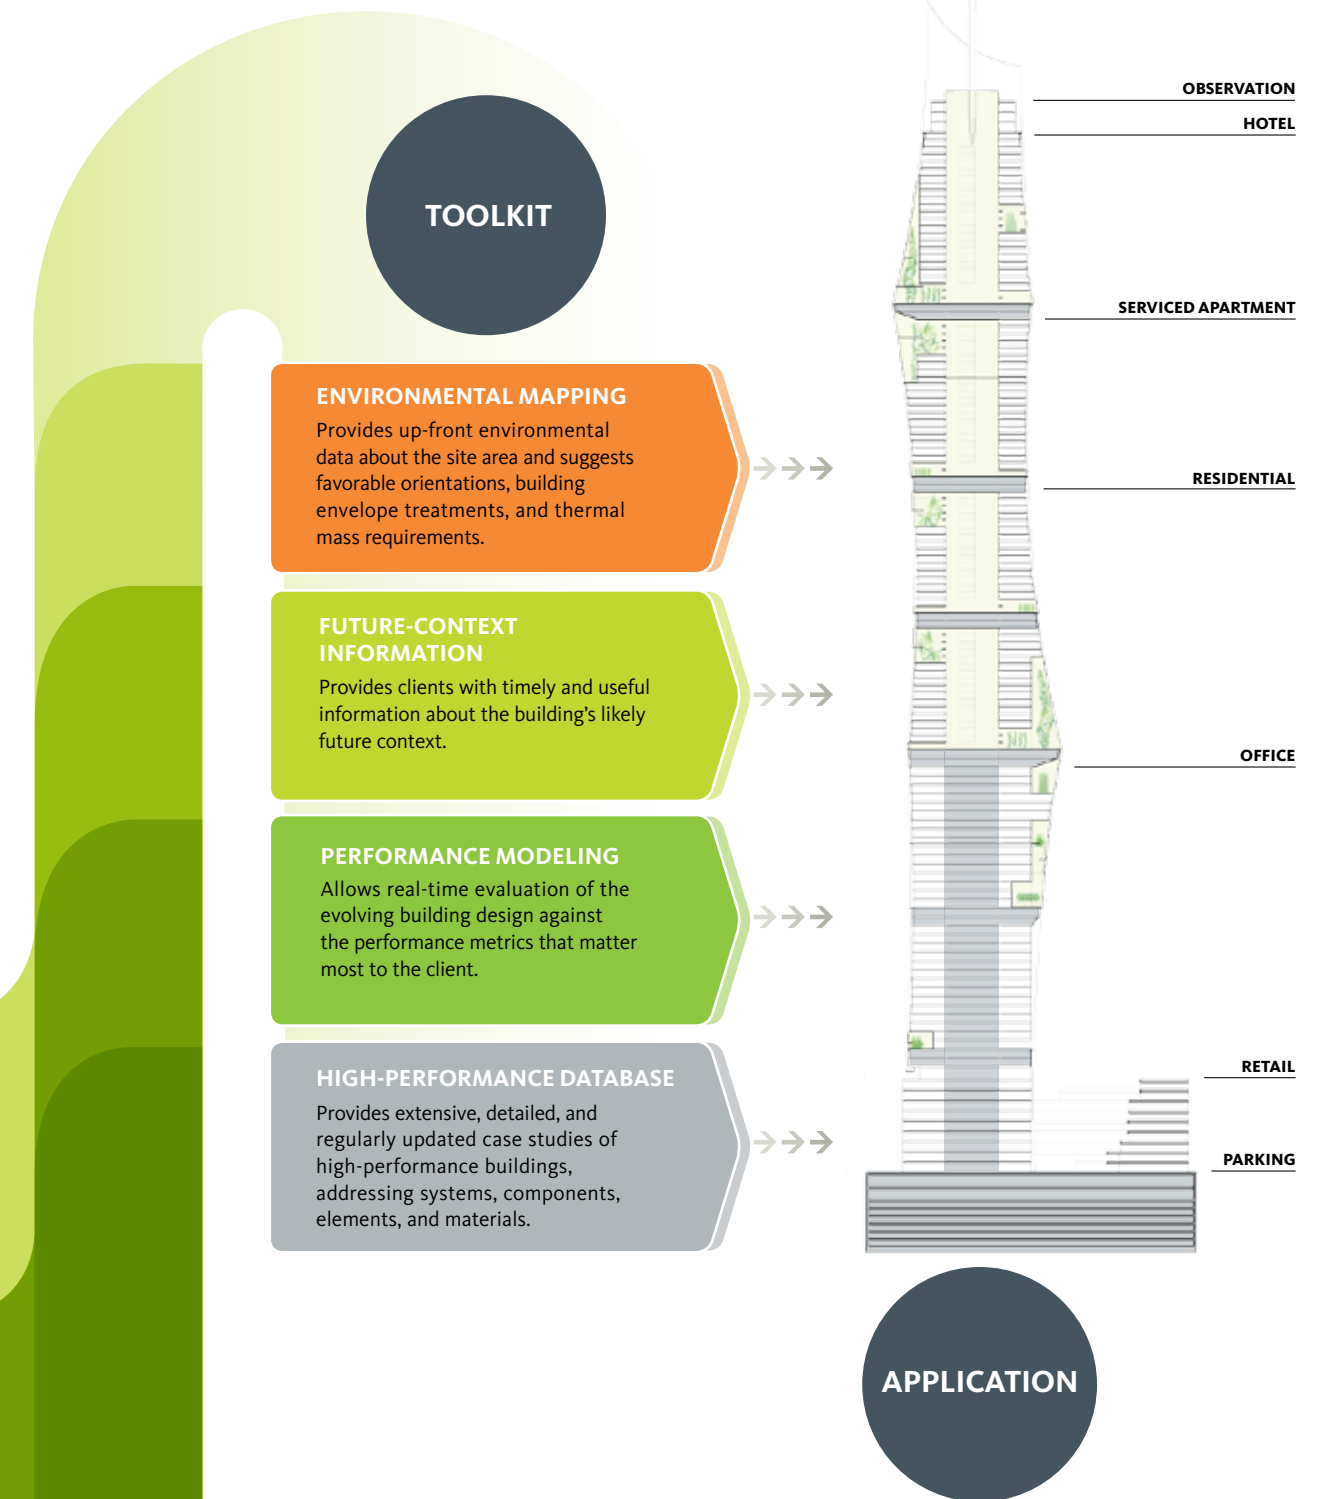 TOOLKIT
ENVIRONMENTAL MAPPING
Provides up-front environmental
data about the site area and suggests
favorable orientations, building
envelope treatments, and thermal
mass requirements.
FUTURE-CONTEXT
INFORMATION
Provides clients with timely and useful
information about the building’s likely
future context.
PERFORMANCE MODELING
Allows real-time evaluation of the
evolving building design against
the performance metrics that matter
most to the client.
HIGH-PERFORMANCE DATABASE
Provides extensive, detailed, and
regularly updated case studies of
high-performance buildings,
addressing systems, components,
elements, and materials.
OBSERVATION
HOTEL
SERVICED APARTMENT
RESIDENTIAL
OFFICE
RETAIL
PARKING
APPLICATION